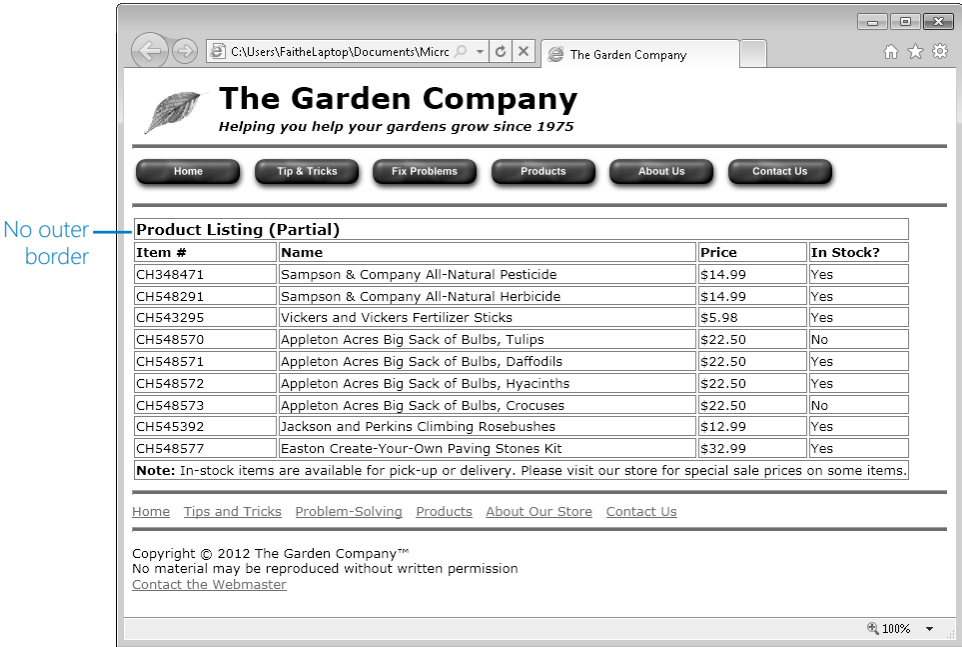 C:\Users\FaitheLaptop\Documents\Micrc
The Garden Company
The Garden Company
Helping you help your gardens grow since 1975
Home Tip & Tricks Fix Problems Products About Us Contact Us
No outer
border
Product Listing (Partial)
Item # Name Price In Stock?
CH348471 Sampson & Company All-Natural Pesticide $14.99 Yes
CH548291 Sampson & Company All-Natural Herbicide $14.99 Yes
CH543295 Vickers and Vickers Fertilizer Sticks $5.98 Yes
CH548570 Appleton Acres Big Sack of Bulbs, Tulips $22.50 No
CH548571 Appleton Acres Big Sack of Bulbs, Daffodils $22.50 Yes
CH548572 Appleton Acres Big Sack of Bulbs, Hyacinths $22.50 Yes
CH548573 Appleton Acres Big Sack of Bulbs, Crocuses $22.50 No
CH545392 Jackson and Perkins Climbing Rosebushes $12.99 Yes
CH548577 Easton Create-Your-Own Paving Stones Kit $32.99 Yes
Note: In-stock items are available for pick-up or delivery. Please visit our store for special sale prices on some items.
Home Tips and Tricks Problem-Solving Products About Our Store Contact Us
Copyright © 2012 The Garden Company™
No material may be reproduced without written permission
Contact the Webmaster
100%